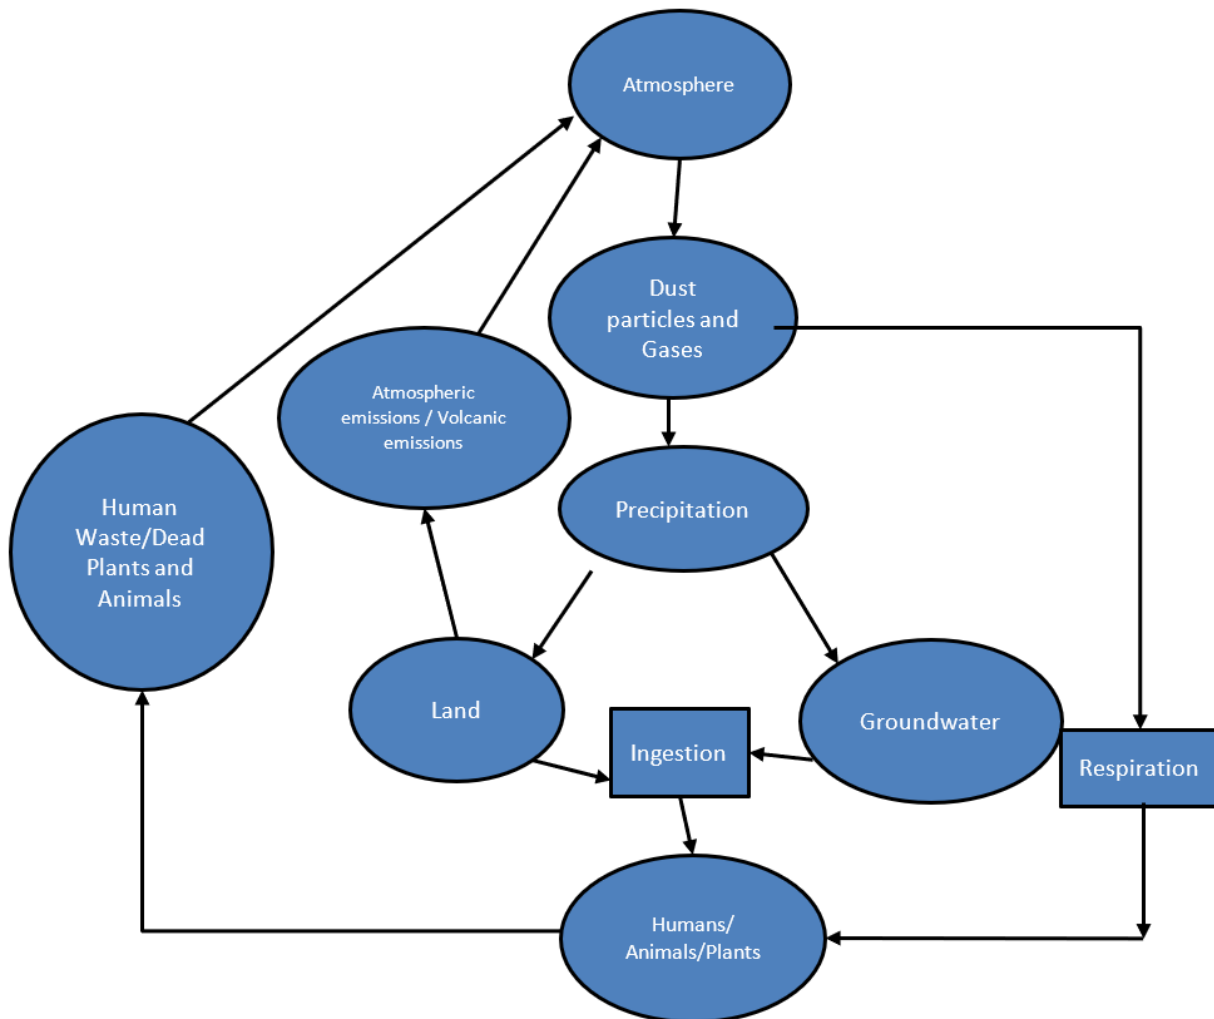 Atmosphere
Dust
particles and
Gases
Atmospheric
emissions / Volcanic
emissions
Human
Waste/Dead
Plants and
Animals
Precipitation
Land
Ingestion
Groundwater
Respiration
Humans/
Animals/Plants